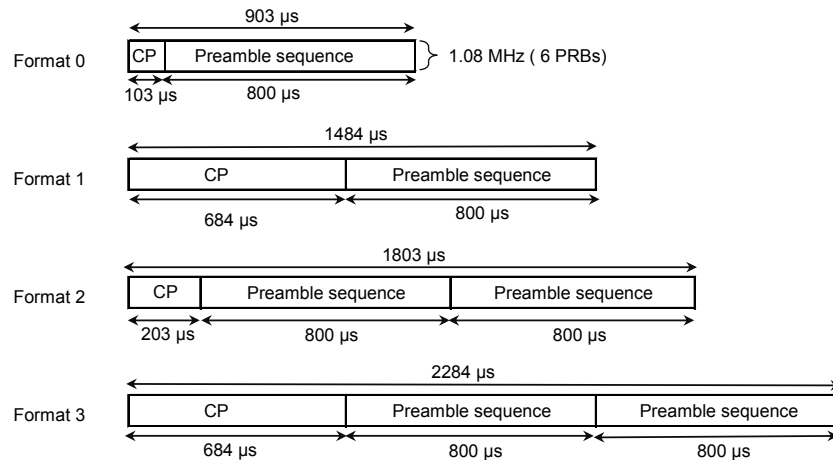 903 µs
Format 0
CP
Preamble sequence
1.08 MHz ( 6 PRBs)
103 µs
800 µs
1484 µs
Format 1
CP
Preamble sequence
684 µs
800 µs
1803 µs
Format 2
CP
Preamble sequence
Preamble sequence
203 µs
800 µs
800 µs
2284 µs
Format 3
CP
Preamble sequence
Preamble sequence
684 µs
800 µs
800 µs